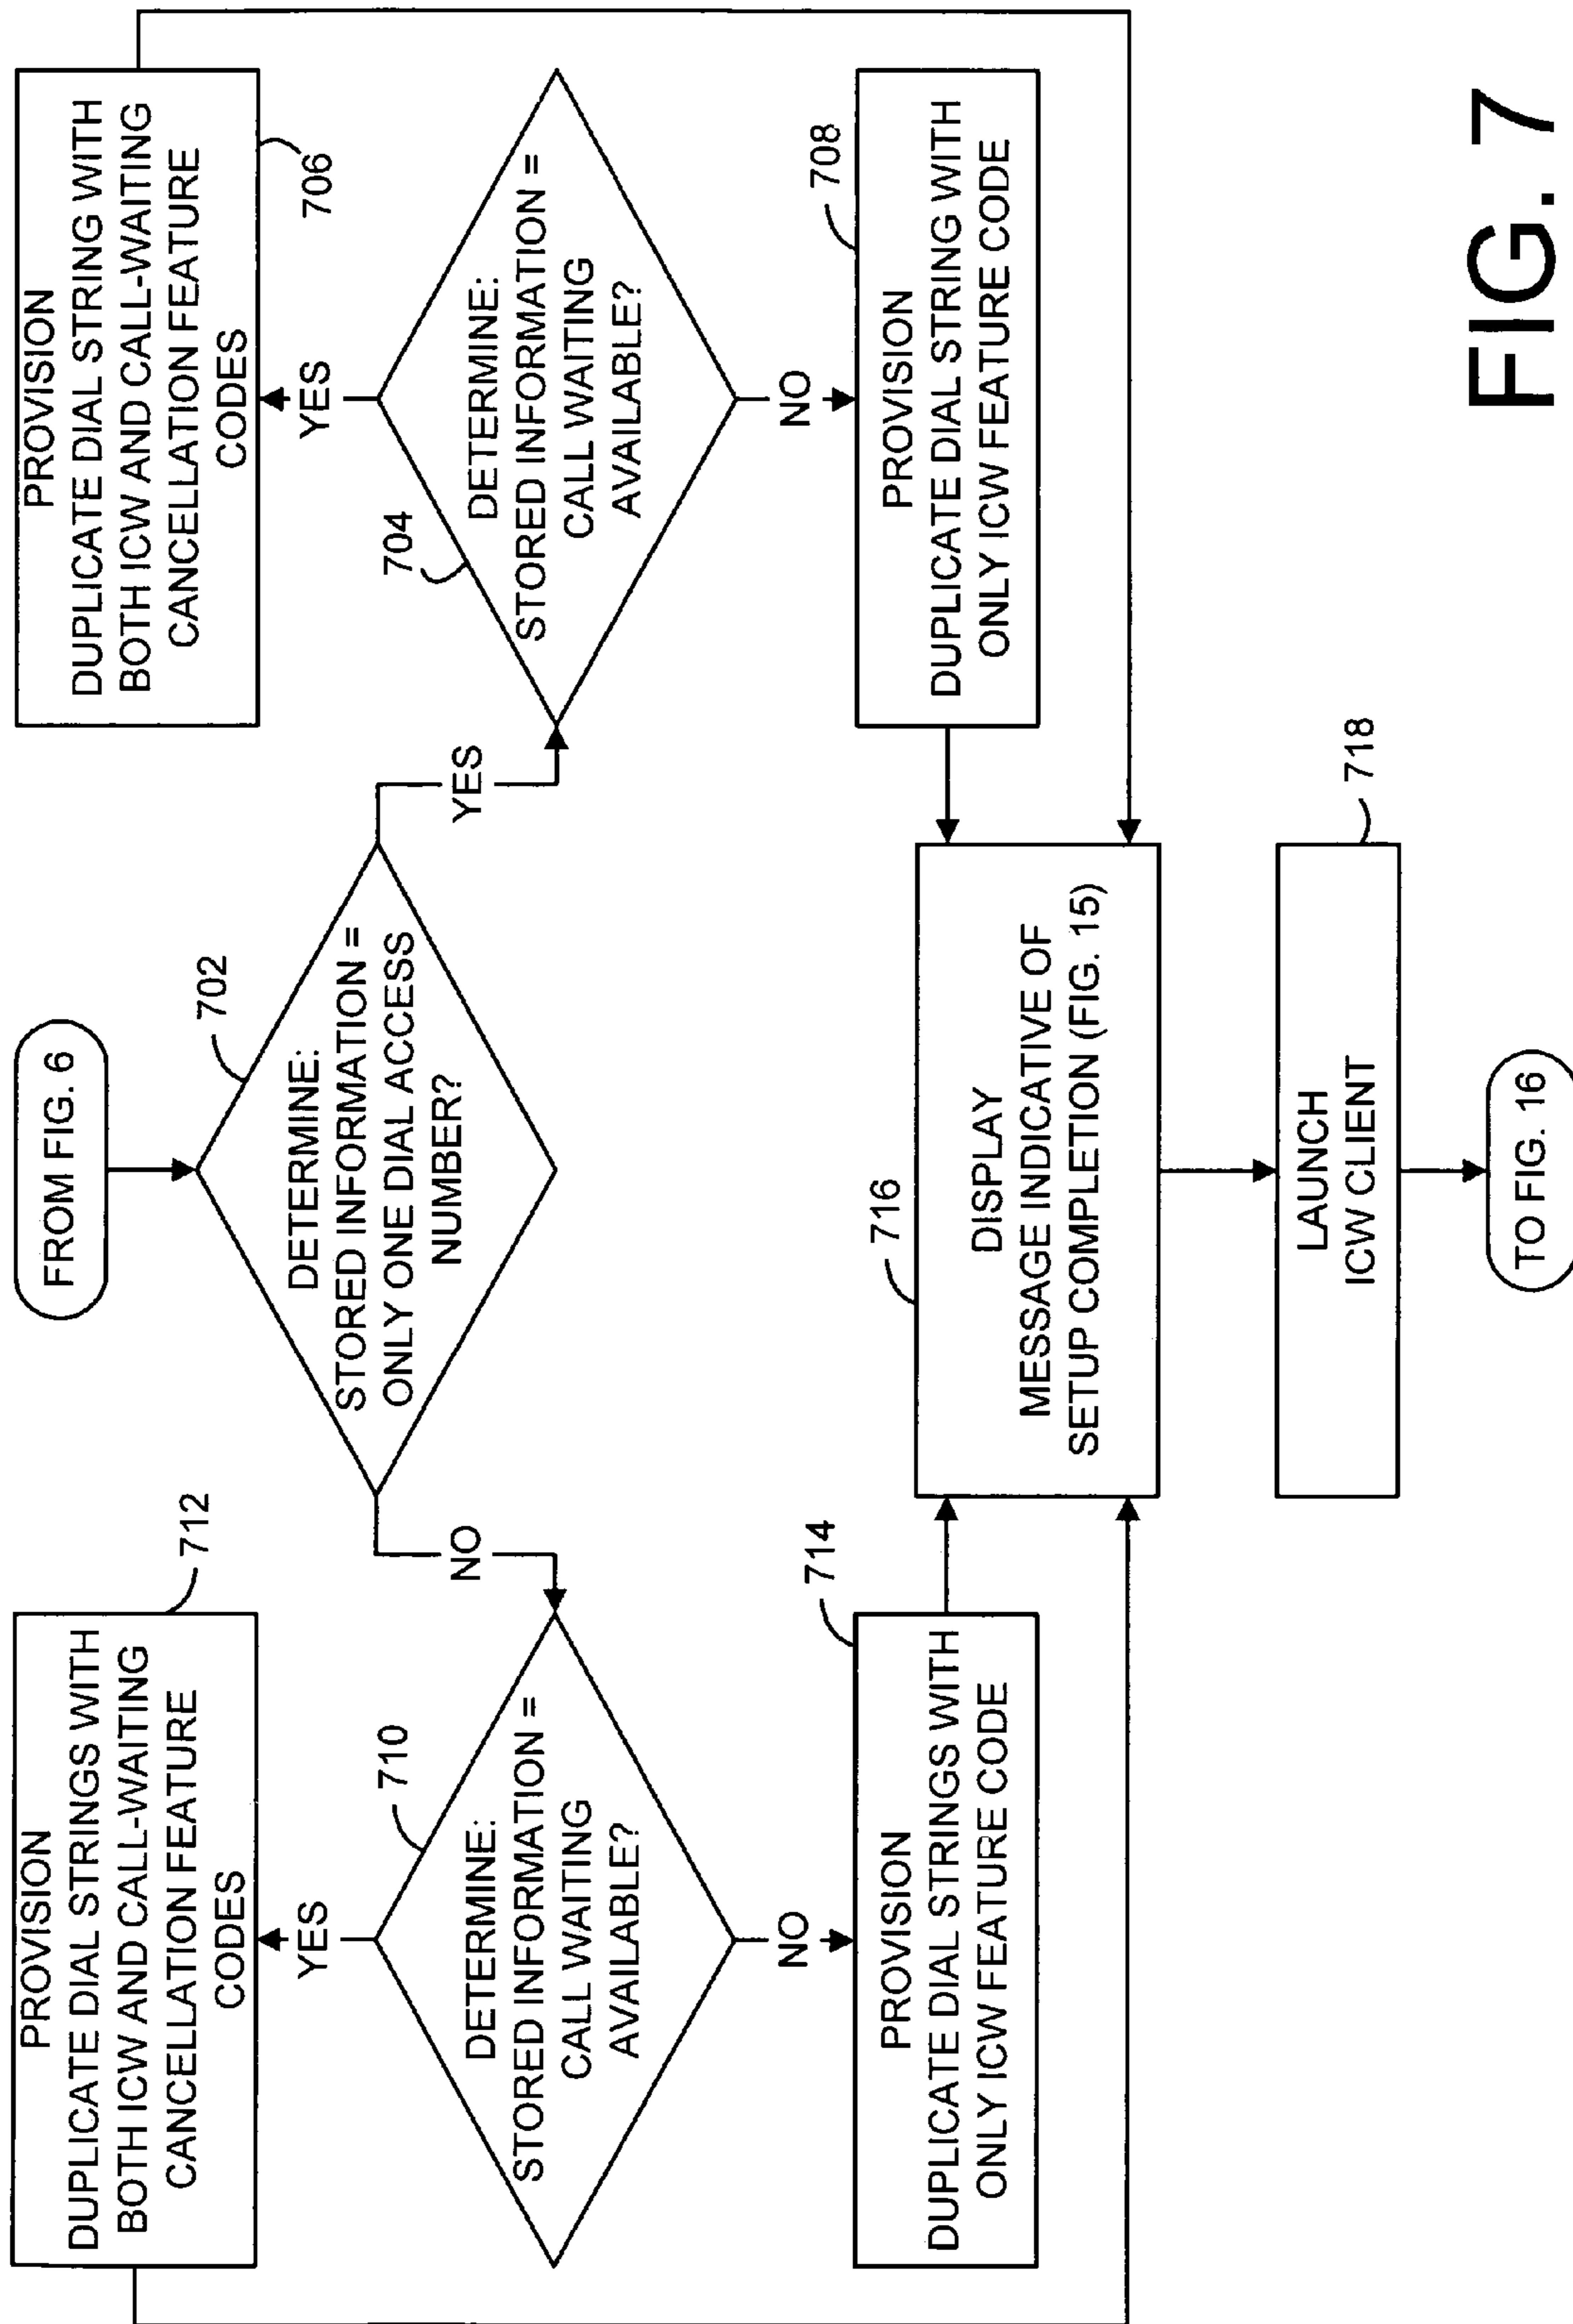 FROM FIG. 6
702
DETERMINE:
STORED INFORMATION =
ONLY ONE DIAL ACCESS
NUMBER?
NO
YES
712
PROVISION
DUPLICATE DIAL STRINGS WITH
BOTH ICW AND CALL-WAITING
CANCELLATION FEATURE
CODES
YES
710
DETERMINE:
STORED INFORMATION =
CALL WAITING
AVAILABLE?
NO
714
PROVISION
DUPLICATE DIAL STRINGS WITH
ONLY ICW FEATURE CODE
PROVISION
DUPLICATE DIAL STRING WITH
BOTH ICW AND CALL-WAITING
CANCELLATION FEATURE
CODES
706
YES
704
DETERMINE:
STORED INFORMATION =
CALL WAITING
AVAILABLE?
NO
708
PROVISION
DUPLICATE DIAL STRING WITH
ONLY ICW FEATURE CODE
716
DISPLAY
MESSAGE INDICATIVE OF
SETUP COMPLETION (FIG. 15)
718
LAUNCH
ICW CLIENT
TO FIG. 16
FIG. 7